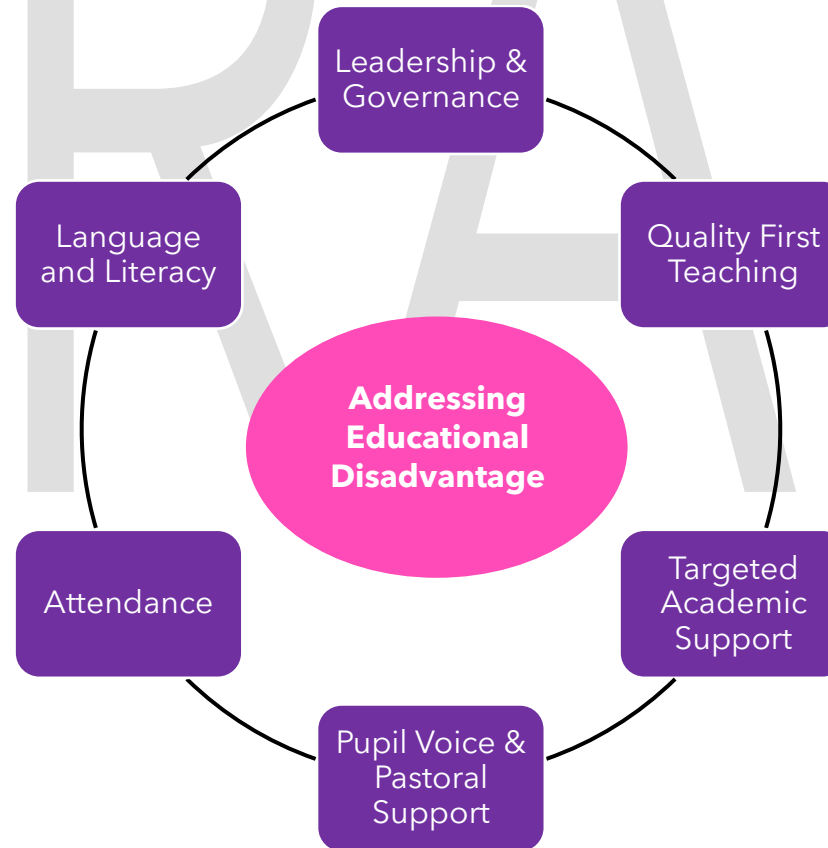 Leadership &
Governance
Quality First
Teaching
Targeted
Academic
Support
Pupil Voice &
Pastoral
Support
Attendance
Language
and Literacy
Addressing
Educational
Disadvantage
RA